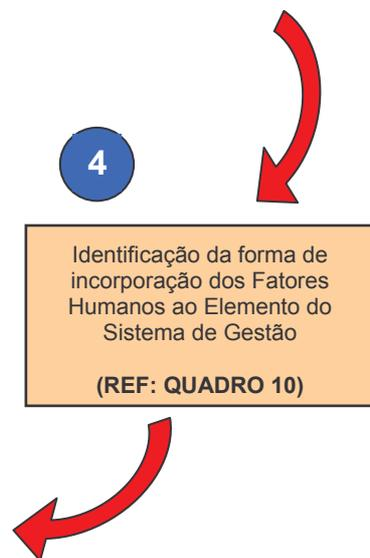 4
Identificação da forma de
incorporação dos Fatores
Humanos ao Elemento do
Sistema de Gestão
(REF: QUADRO 10)